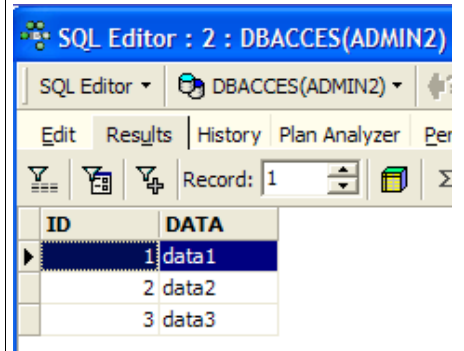 SQL Editor : 2 : DBACCES(ADMIN2)
SQL Editor DBACCES(ADMIN2)
Edit Results History Plan Analyzer
Record: 1
ID DATA
1 data1
2 data2
3 data3